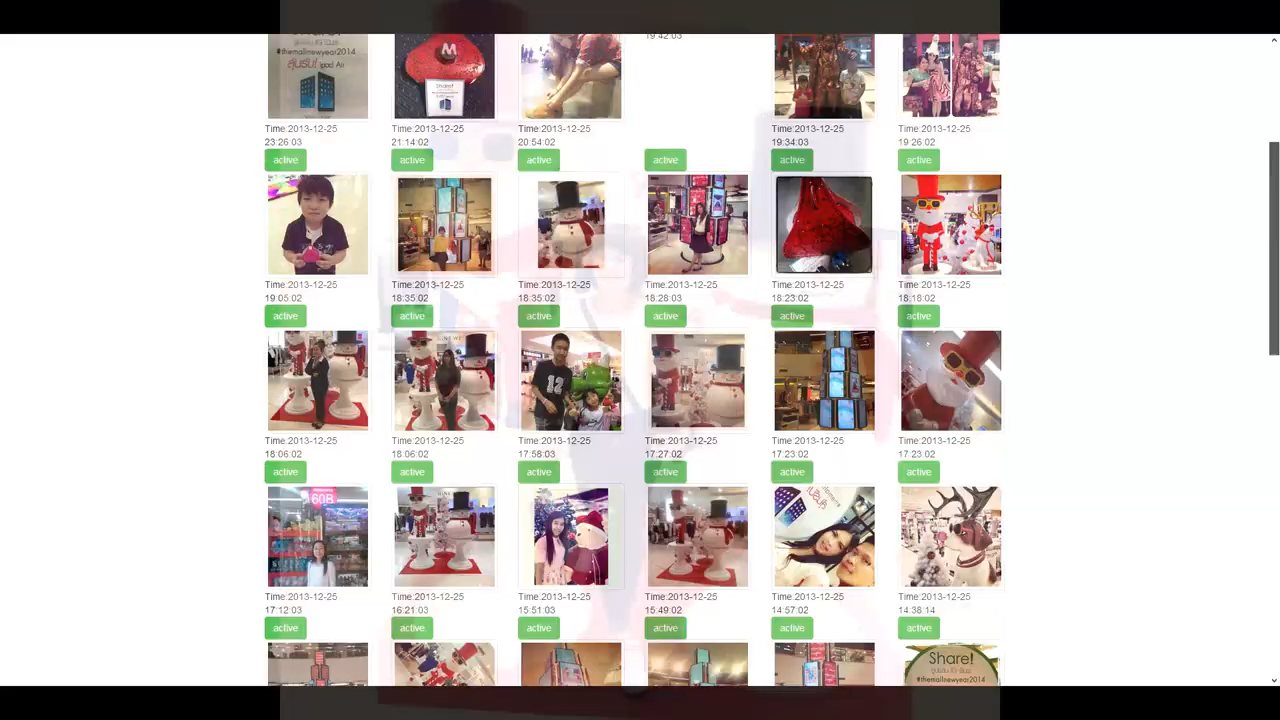 #themallnewyear2014
ลุ้นรับ! ipad Air
M
Share!
19:42:03
Time:2013-12-25
23:26:03
active
Time:2013-12-25
21:14:02
active
Time:2013-12-25
20:54:02
active
active
Time:2013-12-25
19:34:03
active
Time:2013-12-25
19:26:02
active
Time:2013-12-25
19:05:02
active
Time:2013-12-25
18:35:02
active
Time:2013-12-25
18:35:02
active
Time:2013-12-25
18:28:03
active
Time:2013-12-25
18:23:02
active
Time:2013-12-25
18:18:02
active
12
Time:2013-12-25
18:06:02
active
Time:2013-12-25
18:06:02
active
Time:2013-12-25
17:58:03
active
Time:2013-12-25
17:27:02
active
Time:2013-12-25
17:23:02
active
Time:2013-12-25
17:23:02
active
60B
Time:2013-12-25
17:12:03
active
Time:2013-12-25
16:21:03
active
Time:2013-12-25
15:51:03
active
Time:2013-12-25
15:49:02
active
Time:2013-12-25
14:57:02
active
Time:2013-12-25
14:38:14
active
Share!
#themallnewyear2014